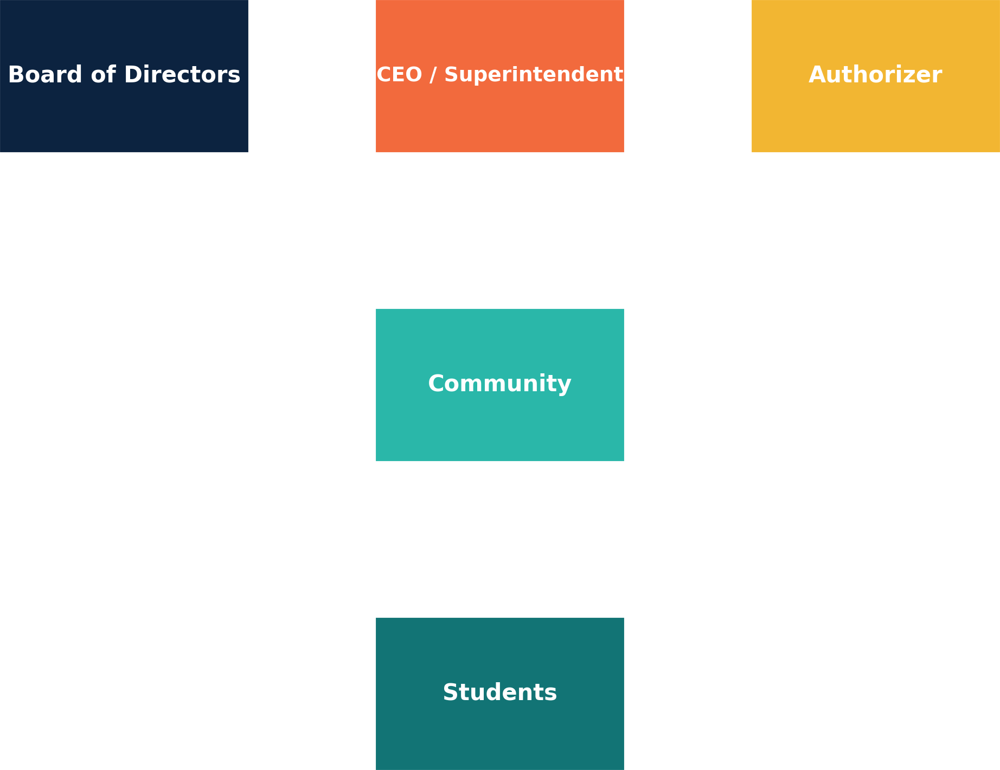 Board of Directors
CEO / Superintendent
Authorizer
Community
Students